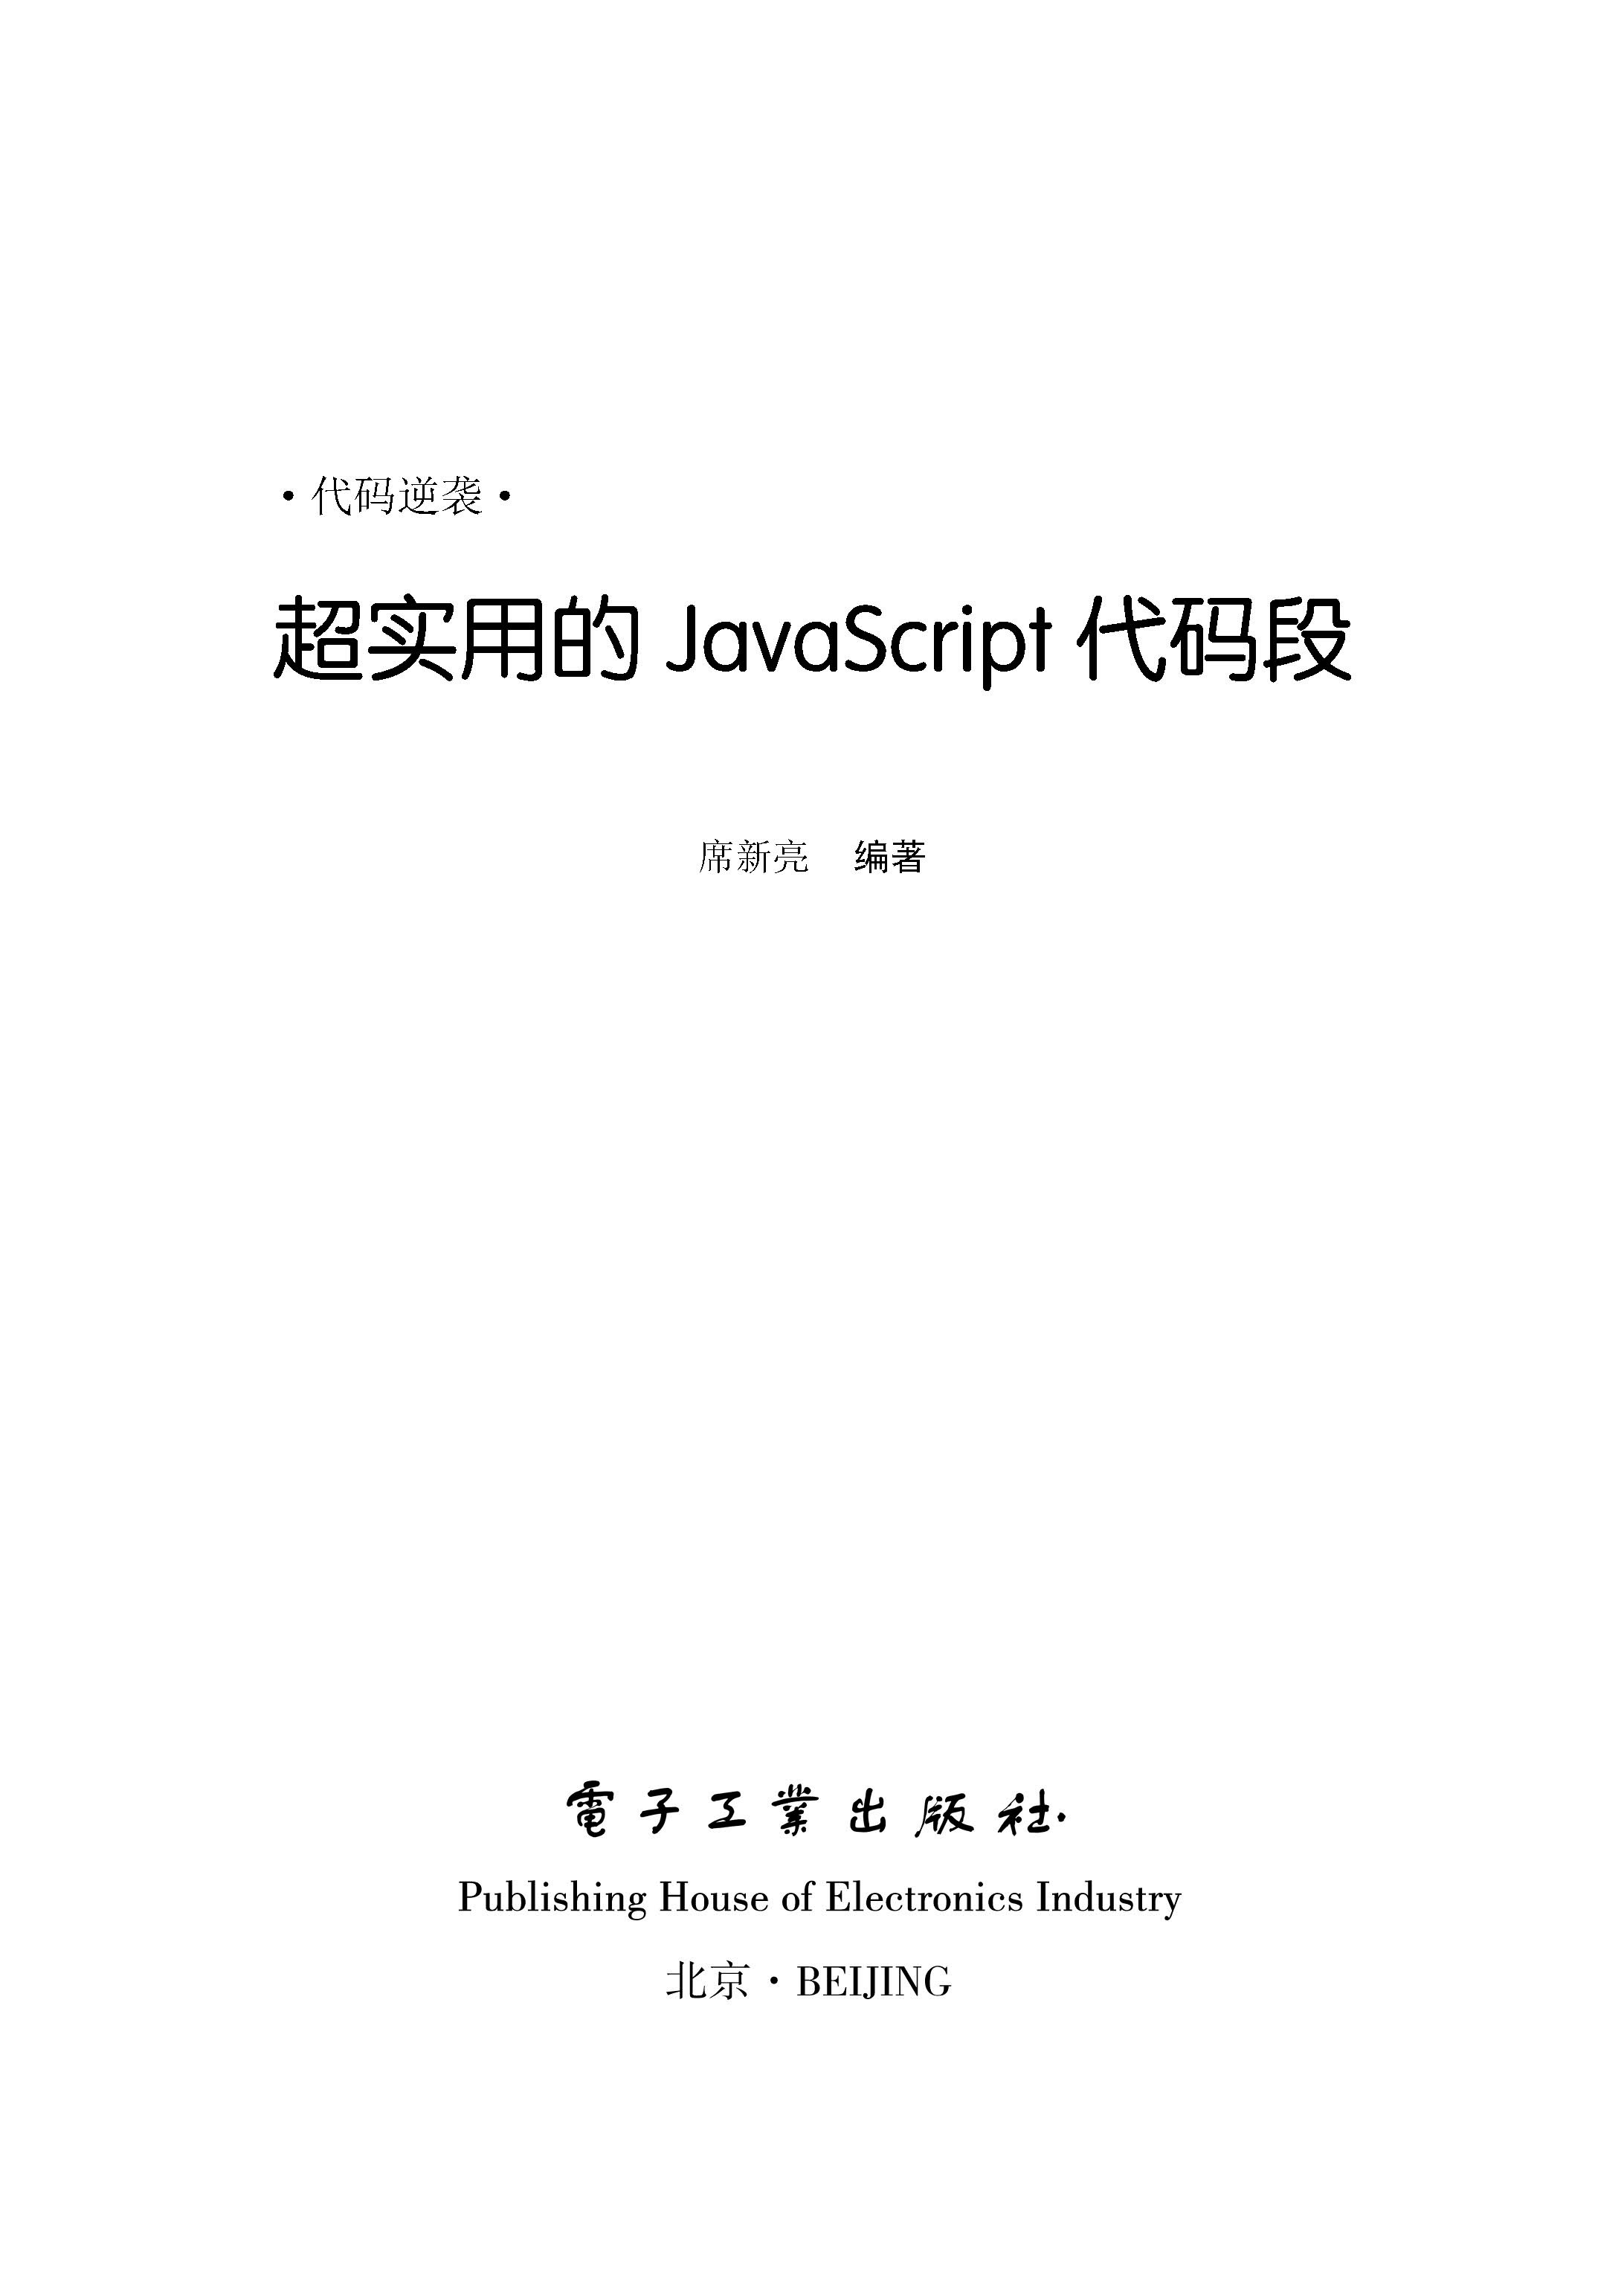 ·代码逆袭·
超实用的 JavaScript 代码段
席新亮 编著
電子工業出版社·
Publishing House of Electronics Industry
北京·BEIJING